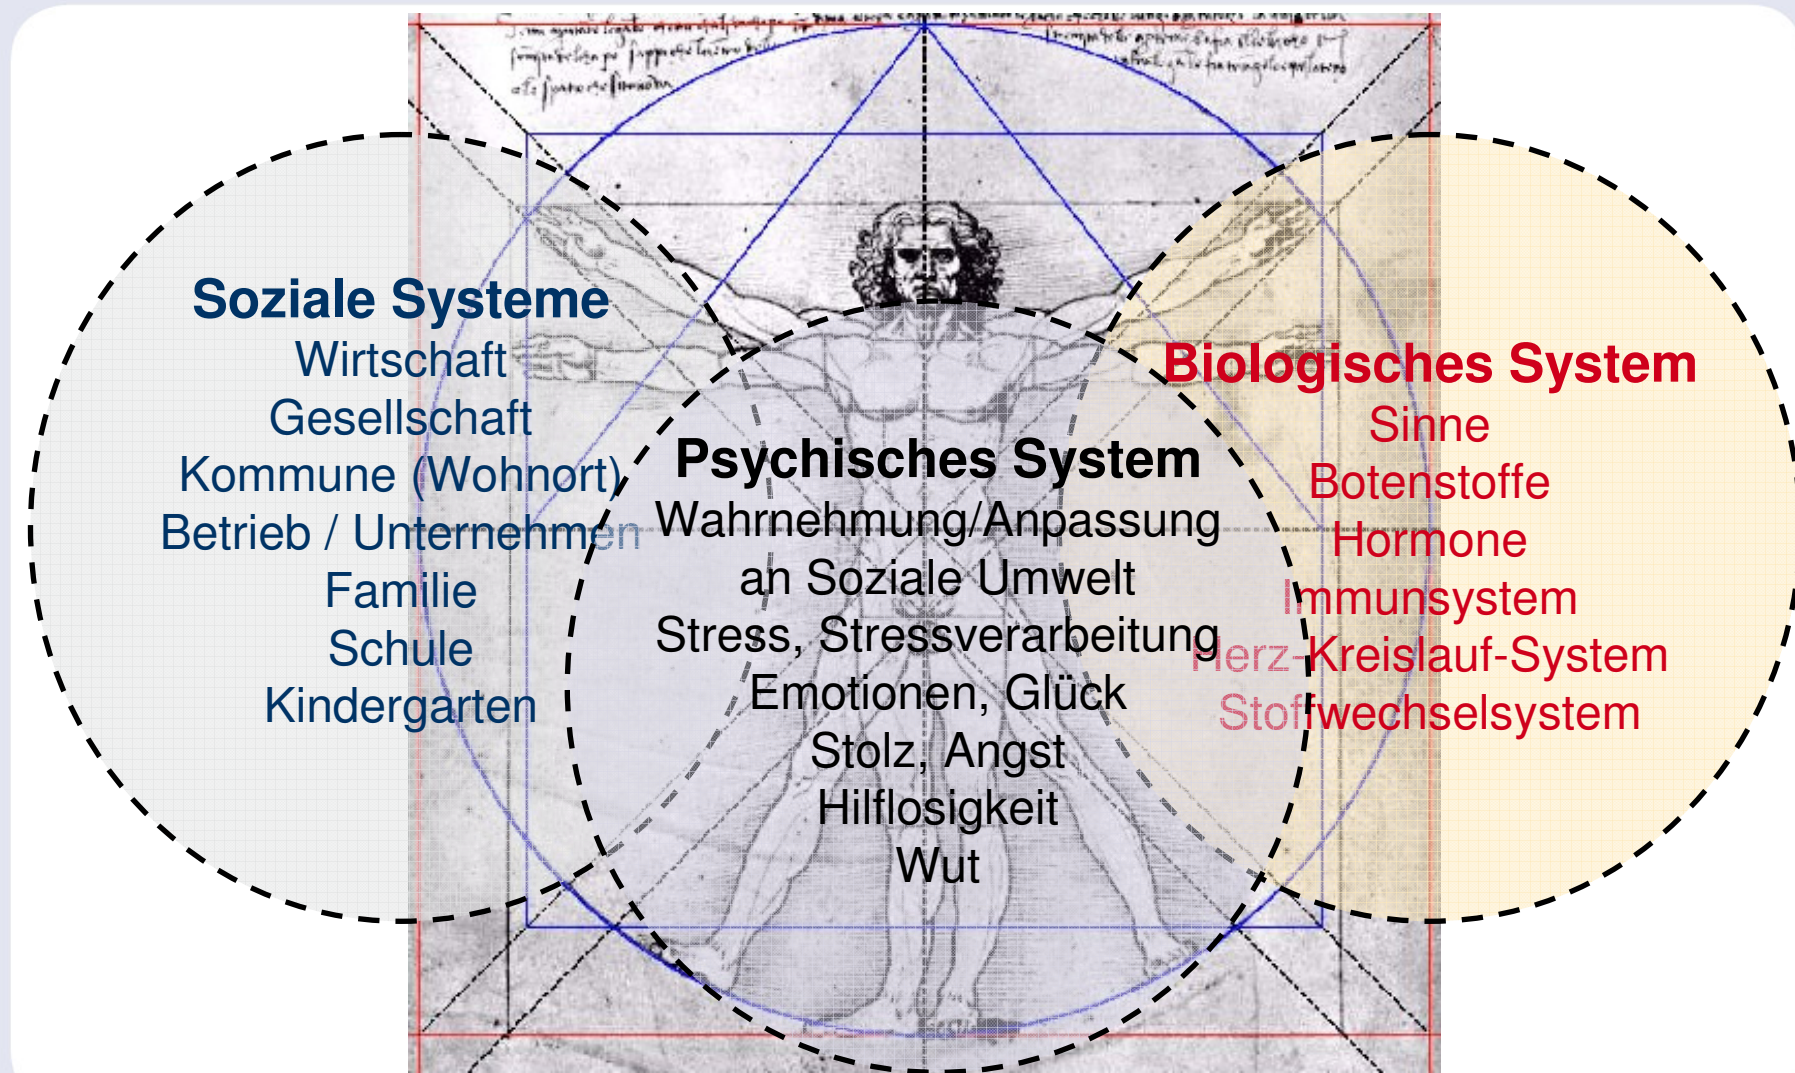 Soziale Systeme
Wirtschaft
Gesellschaft
Kommune (Wohnort)
Betrieb / Unternehmen
Familie
Schule
Kindergarten
Psychisches System
Wahrnehmung/Anpassung
an Soziale Umwelt
Stress, Stressverarbeitung
Emotionen, Glück
Stolz, Angst
Hilflosigkeit
Wut
Biologisches System
Sinne
Botenstoffe
Hormone
Immunsystem
Herz-Kreislauf-System
Stoffwechselsystem